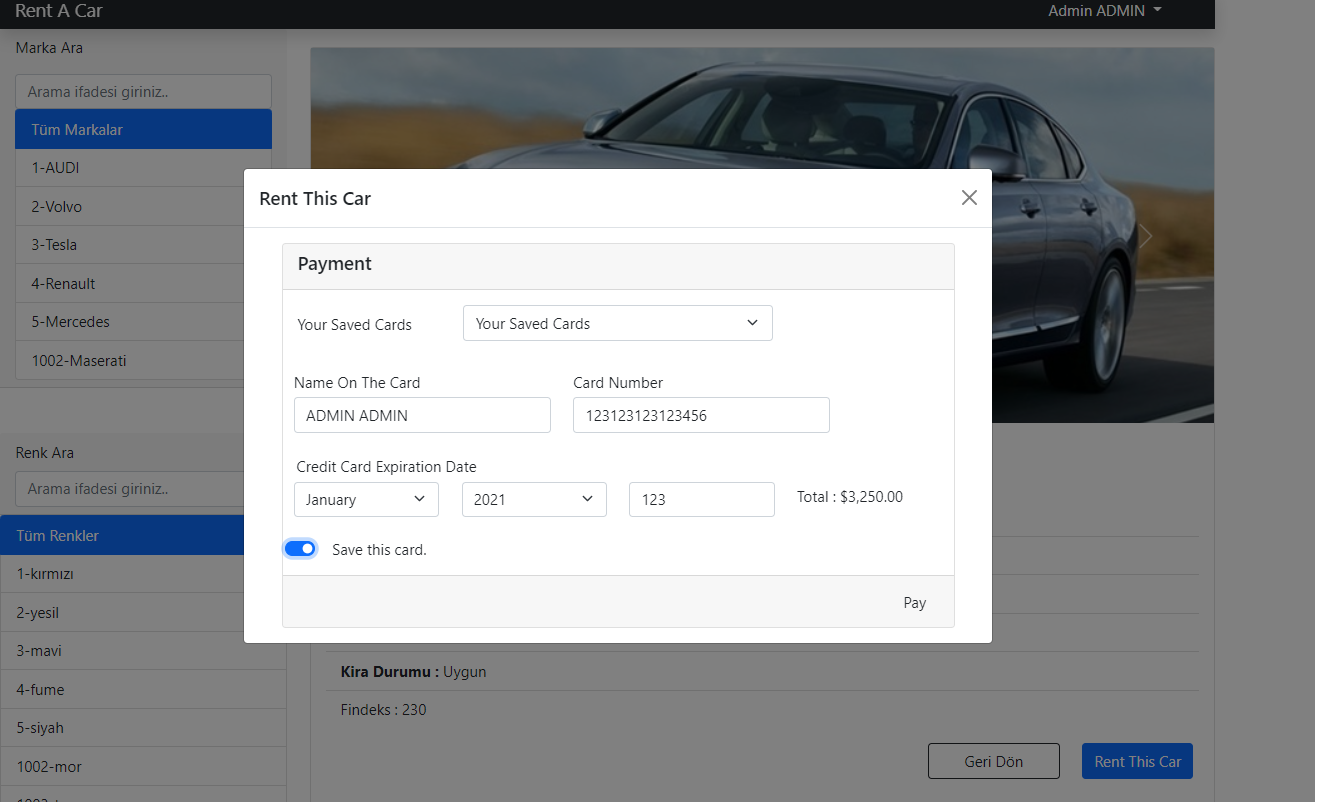 Rent A Car
Admin ADMIN
Marka Ara
Arama ifadesi giriniz..
Tüm Markalar
1-AUDI
2-Volvo
3-Tesla
4-Renault
5-Mercedes
1002-Maserati
Renk Ara
Arama ifadesi giriniz..
Tüm Renkler
1-kırmızı
2-yesil
3-mavi
4-fume
5-siyah
1002-mor
Rent This Car
Payment
Your Saved Cards
Your Saved Cards
Name On The Card
Card Number
ADMIN ADMIN
123123123123456
Credit Card Expiration Date
January
2021
123
Total : $3,250.00
Save this card.
Pay
Kira Durumu : Uygun
Findeks : 230
Geri Dön
Rent This Car